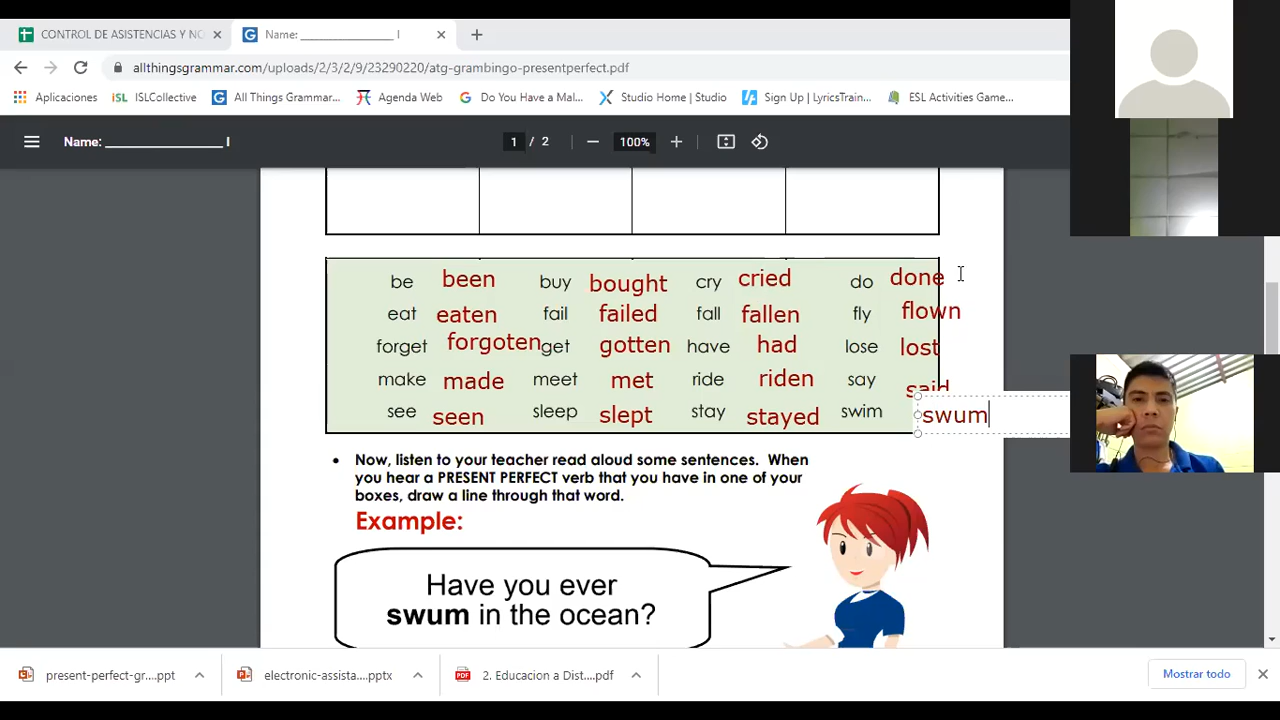 CONTROL DE ASISTENCIAS Y NO
Name: __________________ I
allthingsgrammar.com/uploads/2/3/2/9/23290220/atg-grambingo-presentperfect.pdf
Aplicaciones iSL ISLCollective All Things Grammar... Agenda Web Do You Have a Mal... Studio Home | Studio Sign Up | LyricsTrain... ESL Activities Game...
Name: __________________ I 1 / 2 100%
be been buy bought cry cried do done
eat eaten fail failed fall fallen fly flown
forget forgoten get gotten have had lose lost
make made meet met ride riden say said
see seen sleep slept stay stayed swim swum
• Now, listen to your teacher read aloud some sentences. When
you hear a PRESENT PERFECT verb that you have in one of your
boxes, draw a line through that word.
Example:
Have you ever
swum in the ocean?
present-perfect-gr....ppt electronic-assista....pptx 2. Educacion a Dist....pdf Mostrar todo